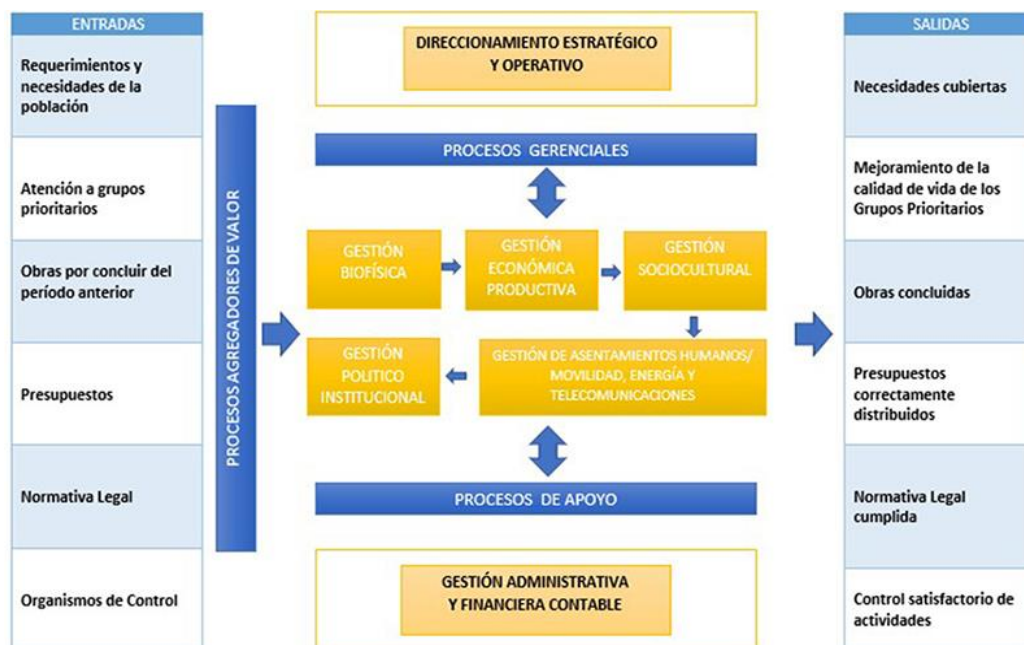 ENTRADAS
Requerimientos y
necesidades de la
población
Atención a grupos
prioritarios
Obras por concluir del
período anterior
Presupuestos
Normativa Legal
Organismos de Control
PROCESOS AGREGADORES DE VALOR
DIRECCIONAMIENTO ESTRATÉGICO
Y OPERATIVO
PROCESOS GERENCIALES
GESTIÓN
BIOFÍSICA
GESTIÓN
ECONÓMICA
PRODUCTIVA
GESTIÓN
SOCIOCULTURAL
GESTIÓN
POLITICO
INSTITUCIONAL
GESTIÓN DE ASENTAMIENTOS HUMANOS/
MOVILIDAD, ENERGÍA Y
TELECOMUNICACIONES
PROCESOS DE APOYO
GESTIÓN ADMINISTRATIVA
Y FINANCIERA CONTABLE
SALIDAS
Necesidades cubiertas
Mejoramiento de la
calidad de vida de los
Grupos Prioritarios
Obras concluidas
Presupuestos
correctamente
distribuidos
Normativa Legal
cumplida
Control satisfactorio de
actividades